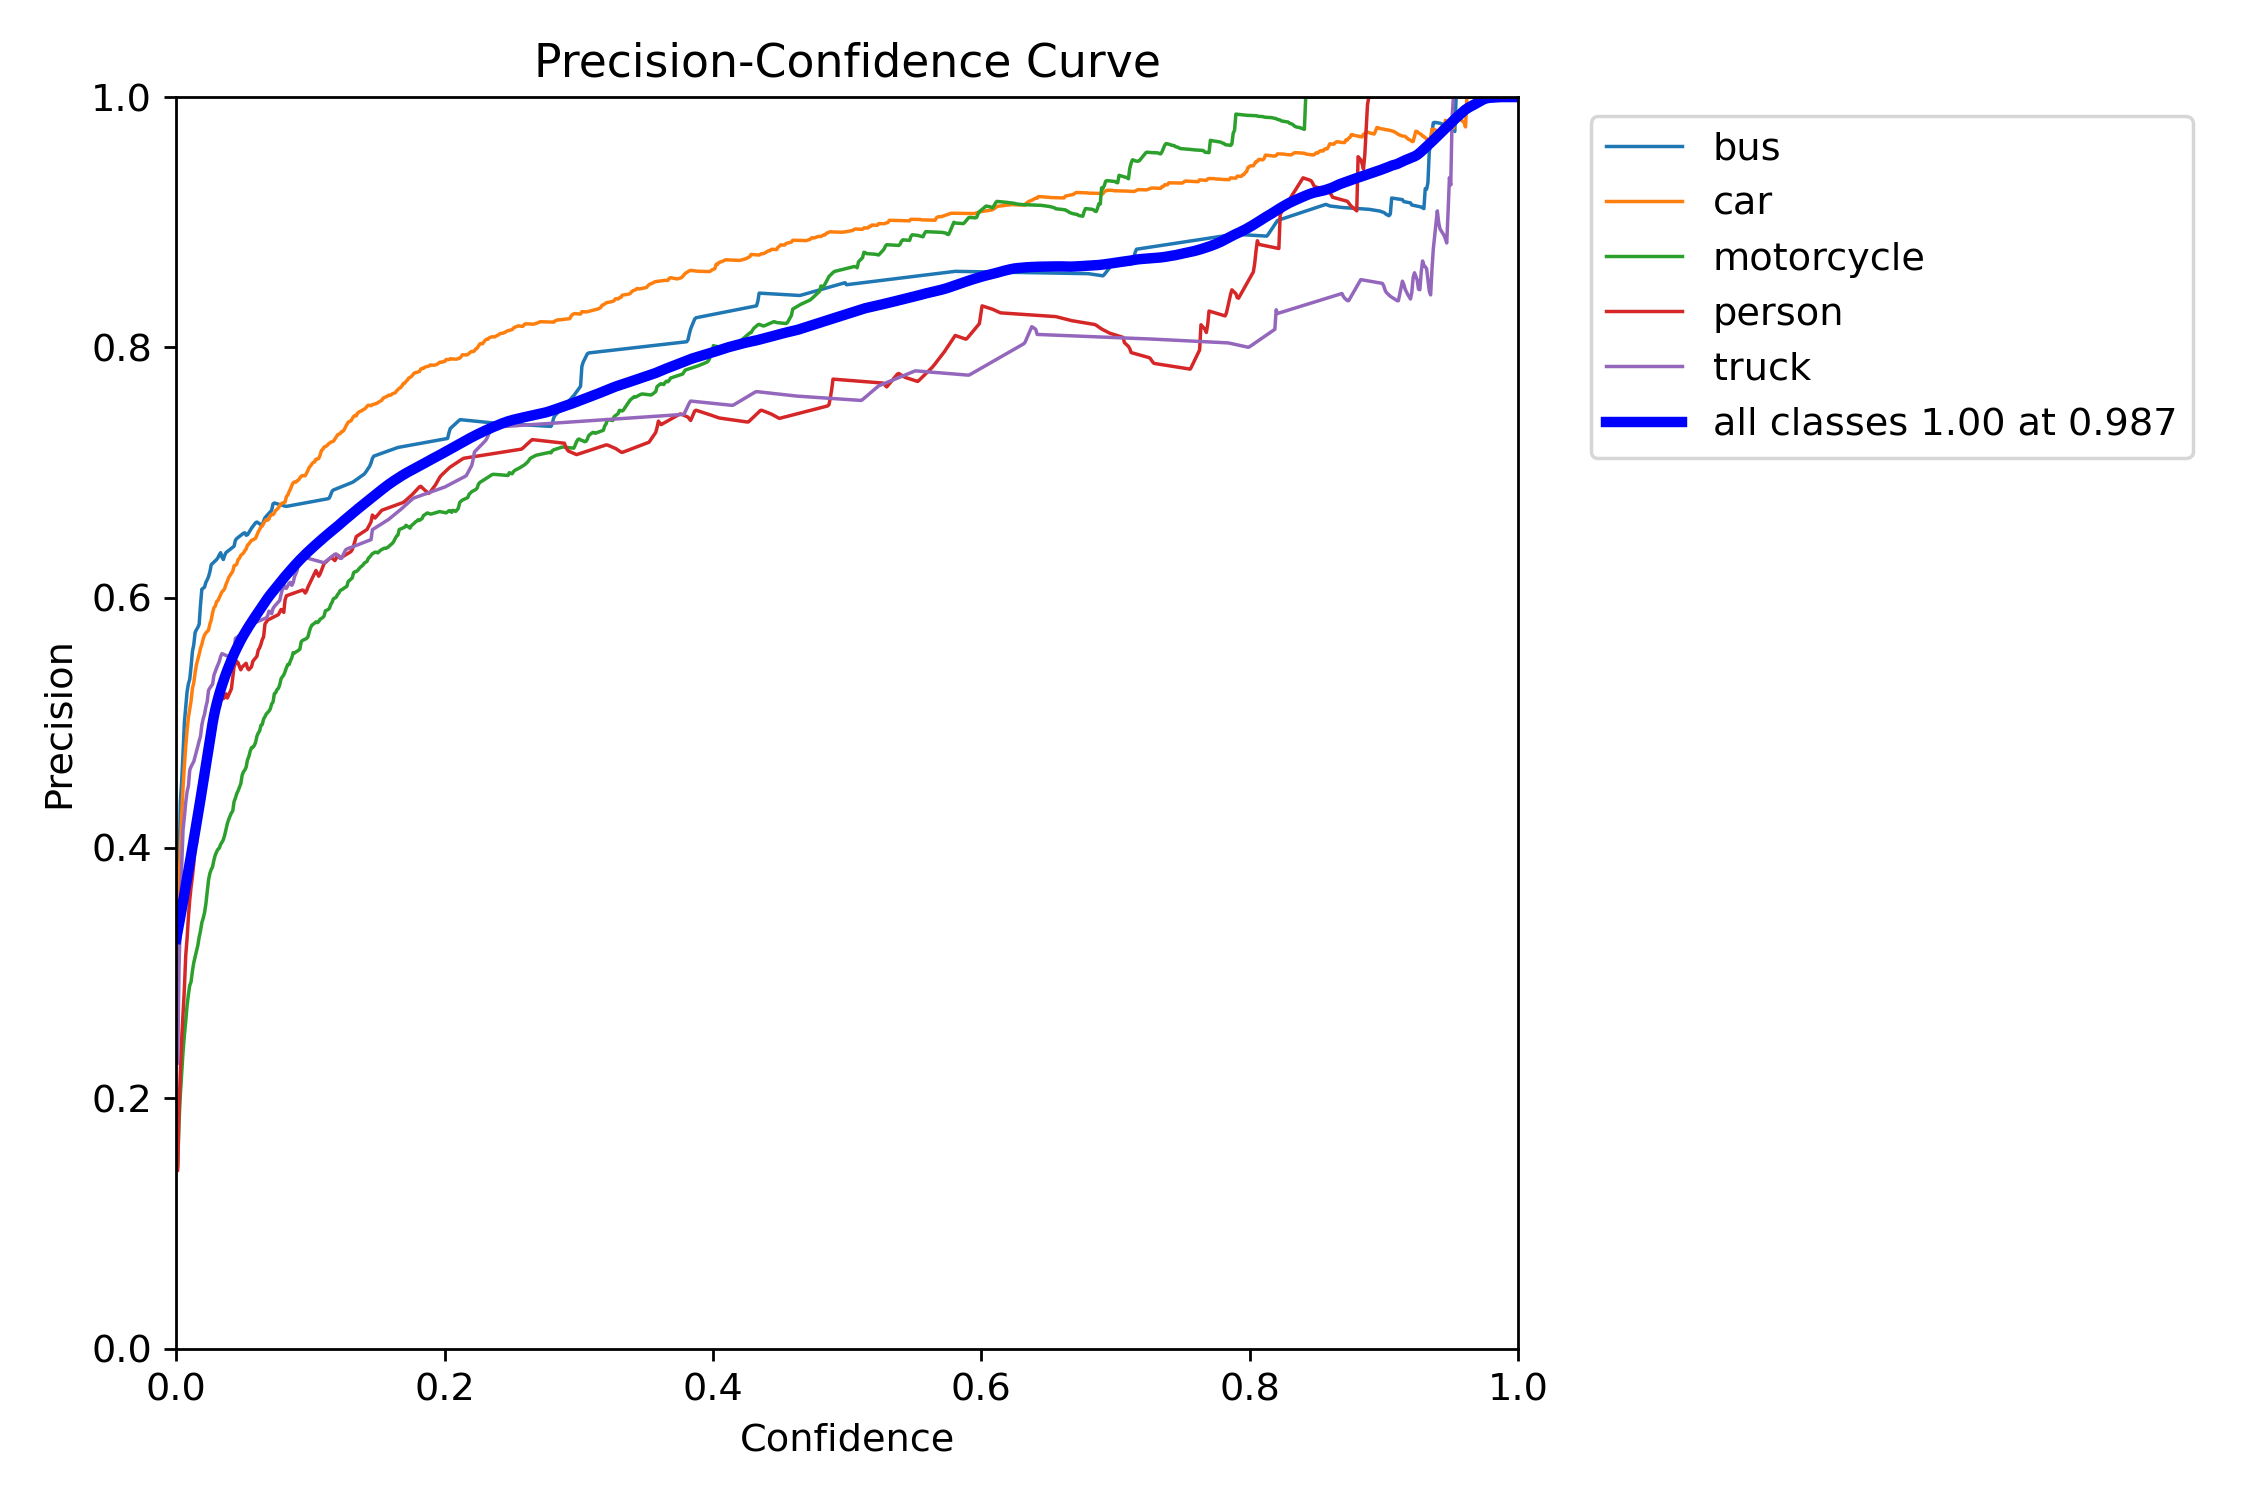 Precision-Confidence Curve
1.0
0.8
0.6
0.4
0.2
0.0
Precision
0.0 0.2 0.4 0.6 0.8 1.0
Confidence
bus
car
motorcycle
person
truck
all classes 1.00 at 0.987